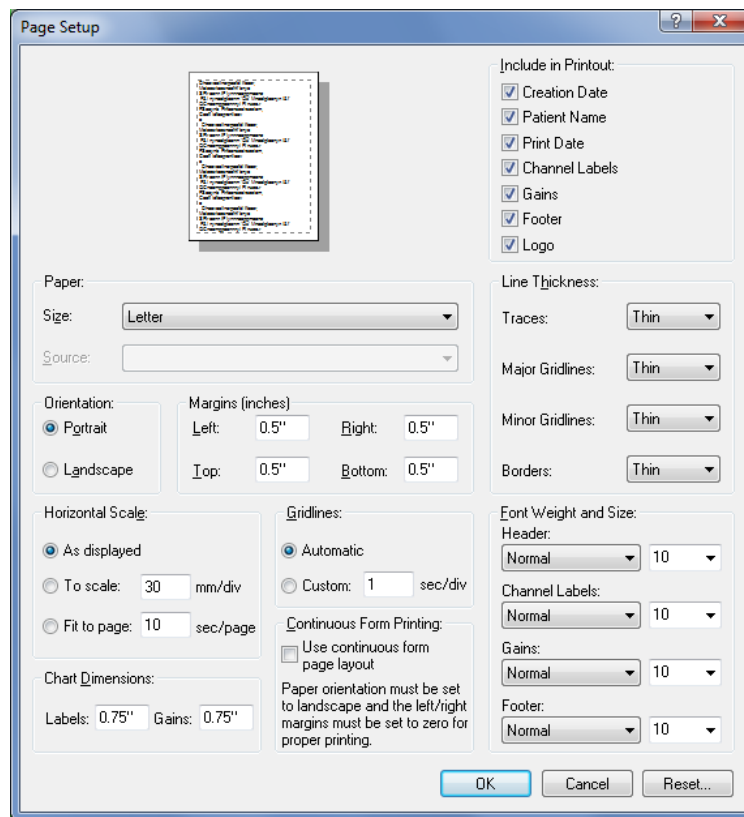 Page Setup
Include in Printout:
Creation Date
Patient Name
Print Date
Channel Labels
Gains
Footer
Logo
Paper:
Size: Letter
Source:
Orientation:
Portrait
Landscape
Margins (inches)
Left: 0.5" Right: 0.5"
Top: 0.5" Bottom: 0.5"
Line Thickness:
Traces: Thin
Major Gridlines: Thin
Minor Gridlines: Thin
Borders: Thin
Horizontal Scale:
As displayed
To scale: 30 mm/div
Fit to page: 10 sec/page
Gridlines:
Automatic
Custom: 1 sec/div
Chart Dimensions:
Labels: 0.75" Gains: 0.75"
Continuous Form Printing:
Use continuous form
page layout
Paper orientation must be set
to landscape and the left/right
margins must be set to zero for
proper printing.
Font Weight and Size:
Header:
Normal 10
Channel Labels:
Normal 10
Gains:
Normal 10
Footer:
Normal 10
OK Cancel Reset...